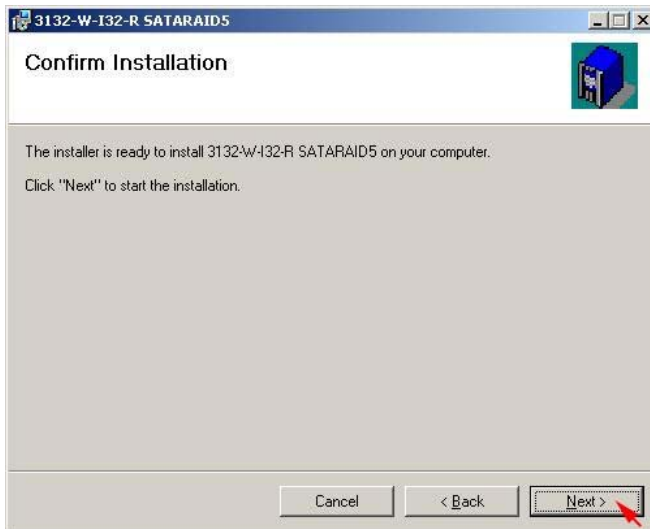 3132-W-I32-R SATARAID5
Confirm Installation
The installer is ready to install 3132-W-I32-R SATARAID5 on your computer.
Click "Next" to start the installation.
Cancel
< Back
Next >